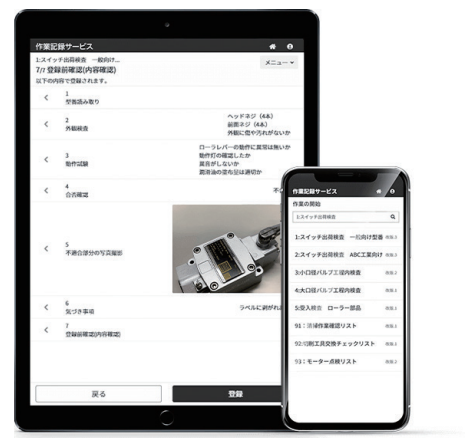 作業記録サービス
1:スイッチ出荷検査 一般向け...
メニュー
7/7 登録前確認(内容確認)
以下の内容で登録されます。
1
型番読み取り
2
外観検査
ヘッドネジ(4本)
前面ネジ(4本)
外観に傷や汚れがないか
3
動作試験
ローラレバーの動作に異常は無いか
動作灯の確認したか
異音がしないか
潤滑油の塗布量は適切か
4
合否確認
不
5
不適合部分の写真撮影
6
気づき事項
ラベルに剥がれ
7
登録前確認(内容確認)
戻る
登録
作業記録サービス
作業の開始
1:スイッチ出荷検査
1:スイッチ出荷検査 一般向け型番
2:スイッチ出荷検査 ABC工業向け
3:小口径バルブ工程内検査
4:大口径バルブ工程内検査
5:受入検査 ローラー部品
91:清掃作業確認リスト
92:切削工具交換チェックリスト
93:モーター点検リスト